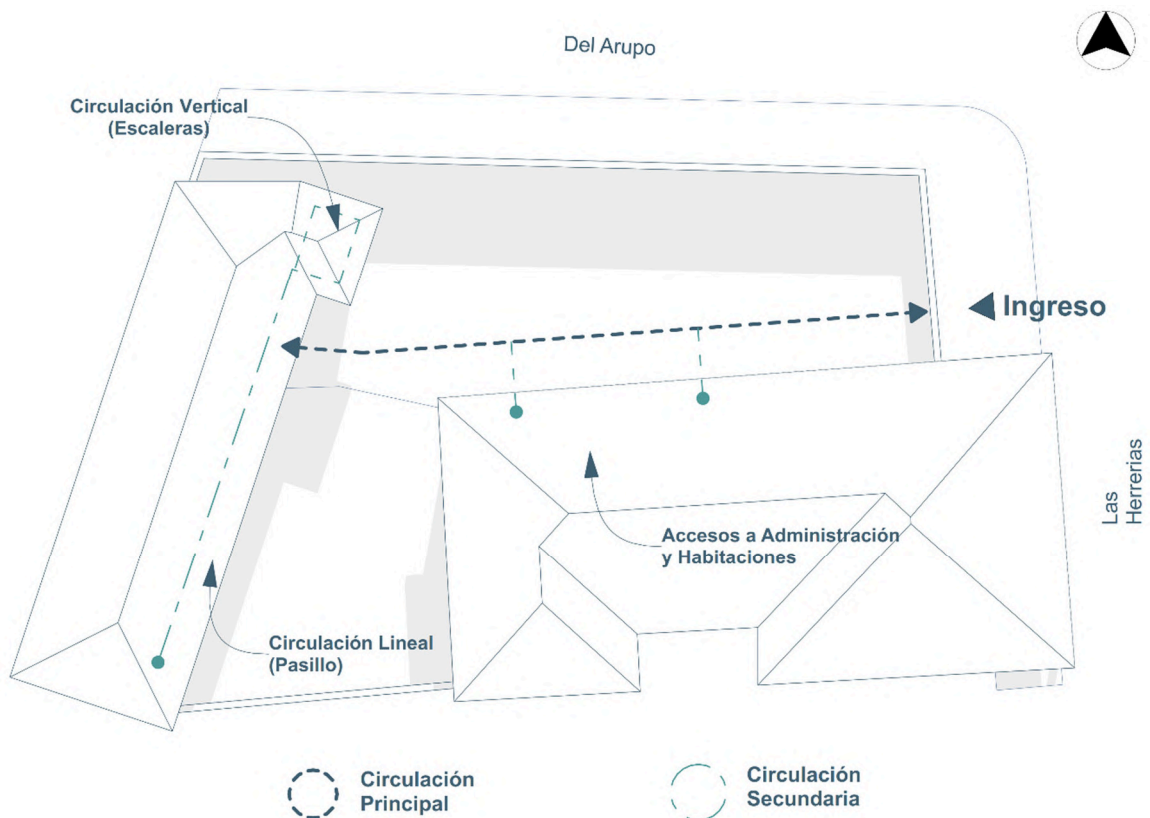 Del Arupo
Circulación Vertical
(Escaleras)
Ingreso
Las
Herrerias
Accesos a Administración
y Habitaciones
Circulación Lineal
(Pasillo)
Circulación
Principal
Circulación
Secundaria